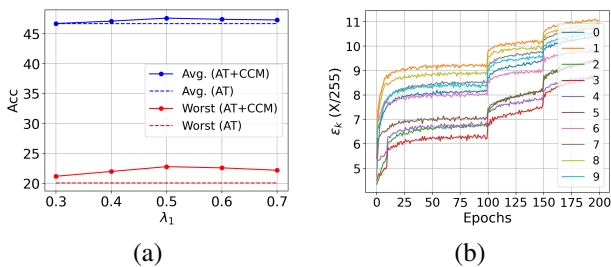 45
40
35
30
25
20
Acc
0.3 0.4 0.5 0.6 0.7
λ₁
Avg. (AT+CCM)
Avg. (AT)
Worst (AT+CCM)
Worst (AT)
(a)
11
10
9
8
7
6
5
εₖ (X/255)
0 25 50 75 100 125 150 175 200
Epochs
0
1
2
3
4
5
6
7
8
9
(b)